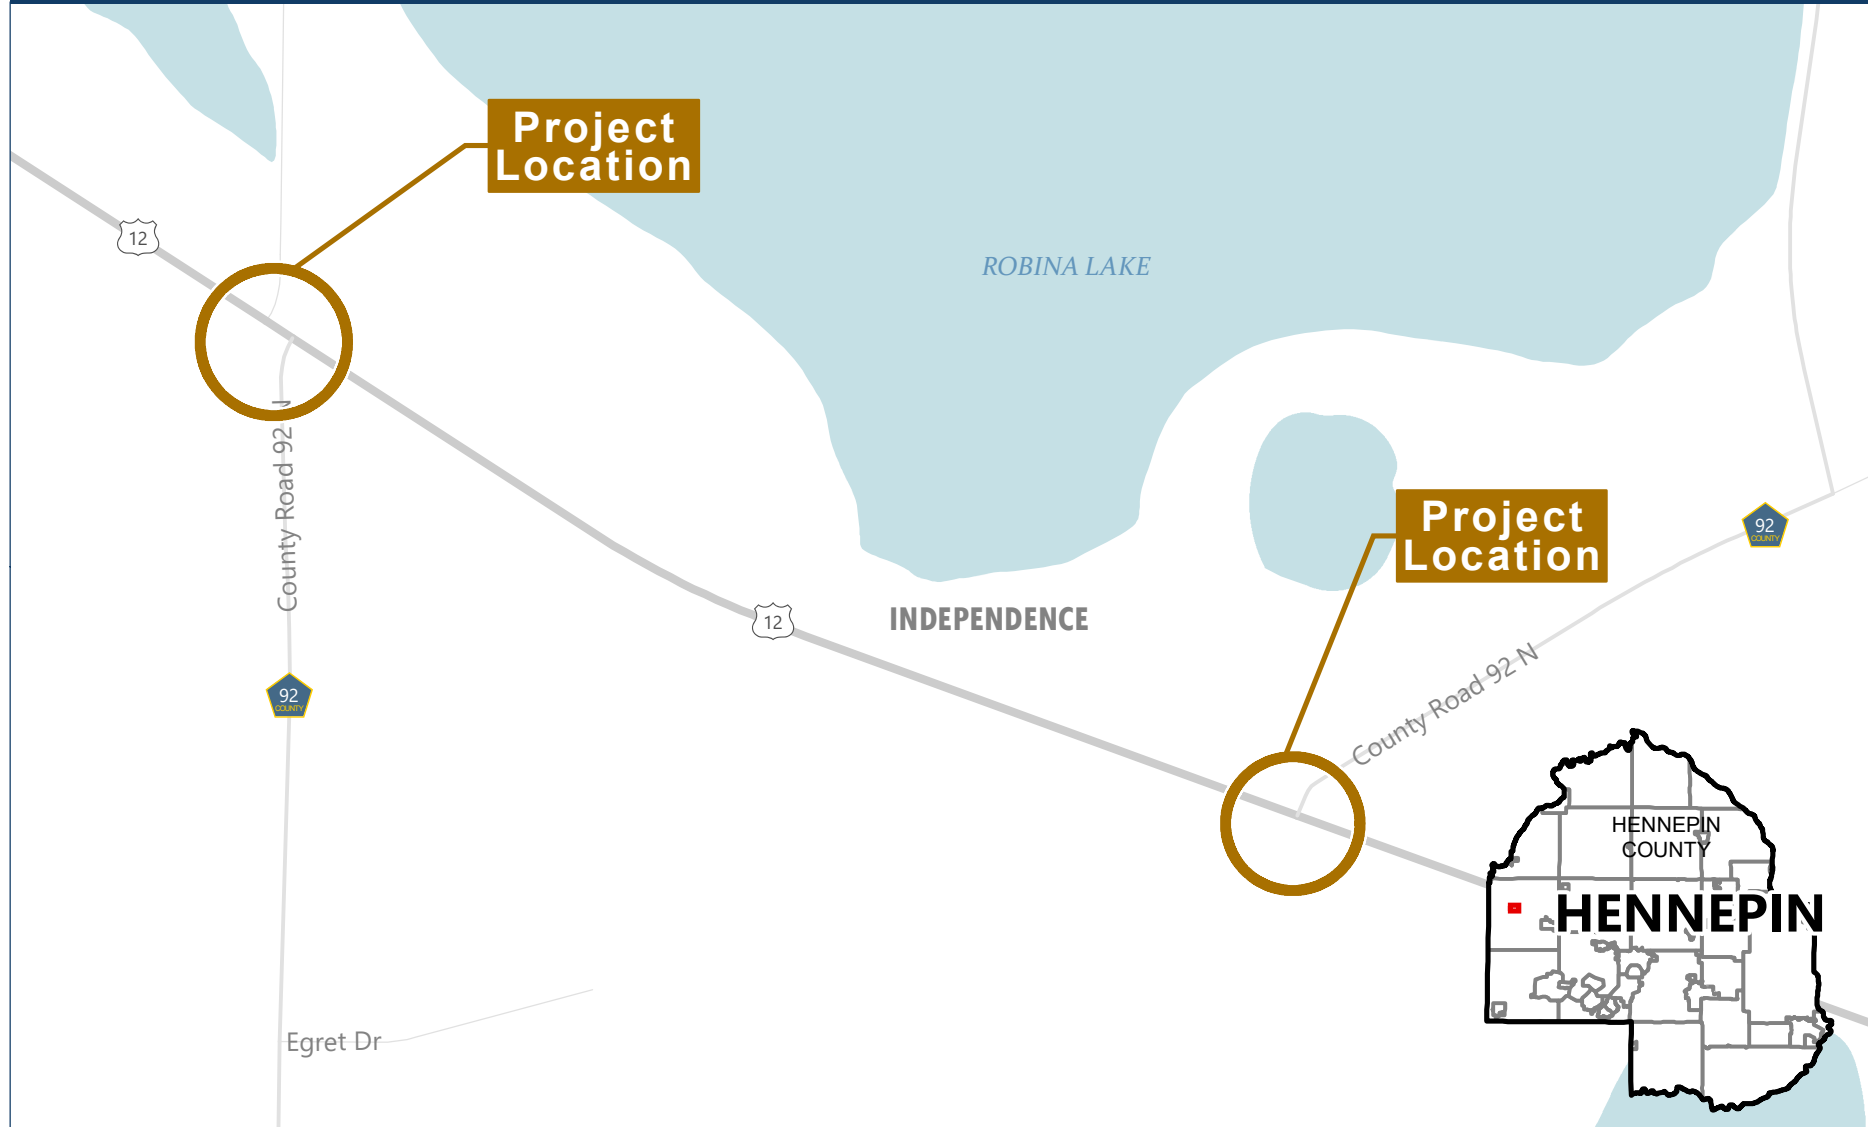 Project
Location
12
ROBINA LAKE
County Road 92 N
Project
Location
92
COUNTY
12
INDEPENDENCE
County Road 92 N
92
COUNTY
HENNEPIN
COUNTY
HENNEPIN
Egret Dr